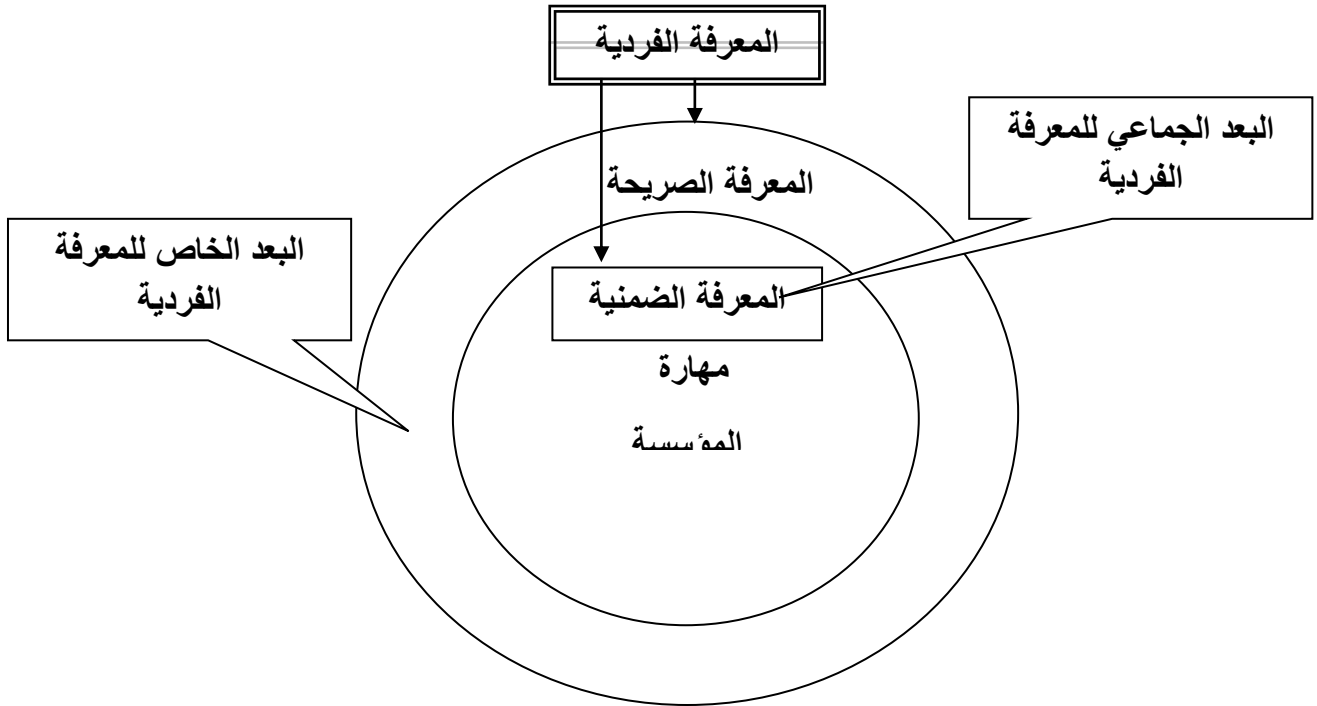 المعرفة الفردية
البعد الجماعي للمعرفة
الفردية
المعرفة الصريحة
البعد الخاص للمعرفة
الفردية
المعرفة الضمنية
مهارة
المؤسسة